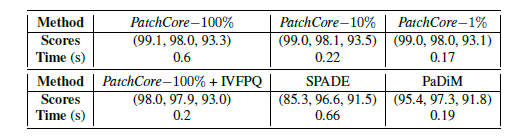 Method PatchCore−100% PatchCore−10% PatchCore−1%
Scores (99.1, 98.0, 93.3) (99.0, 98.1, 93.5) (99.0, 98.0, 93.1)
Time (s) 0.6 0.22 0.17
Method PatchCore−100% + IVFPQ SPADE PaDiM
Scores (98.0, 97.9, 93.0) (85.3, 96.6, 91.5) (95.4, 97.3, 91.8)
Time (s) 0.2 0.66 0.19